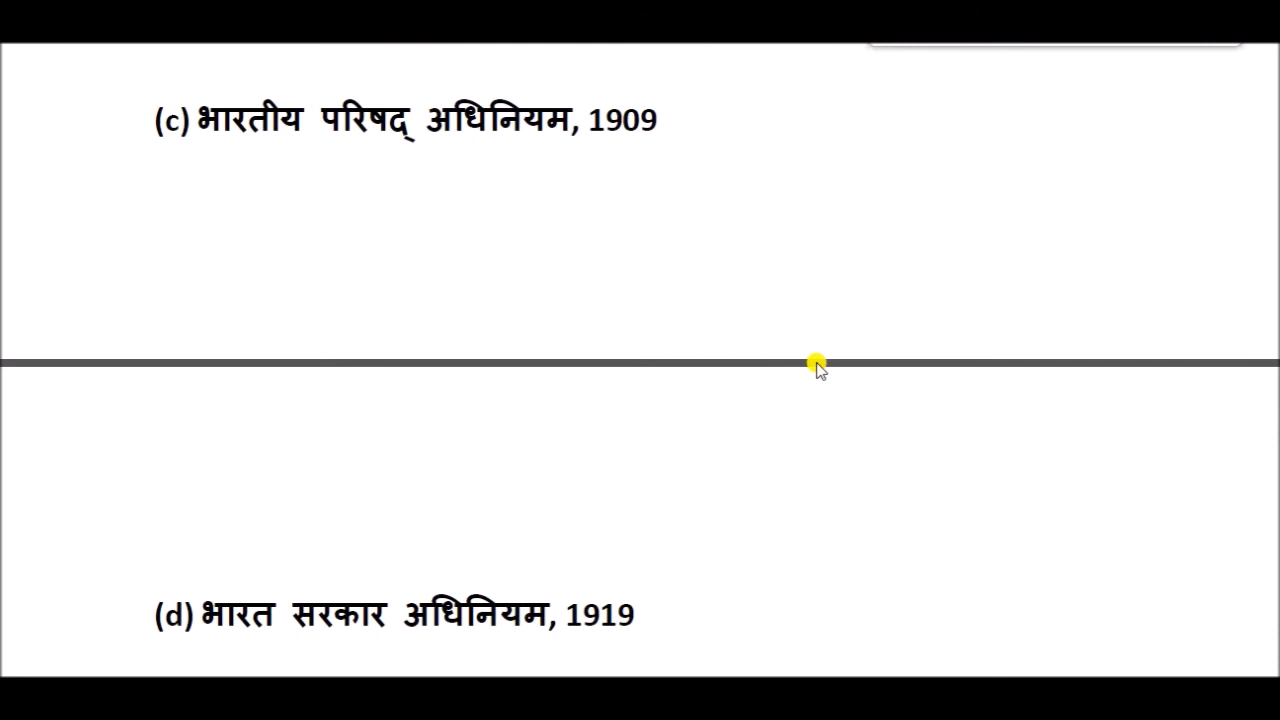 (c) भारतीय परिषद् अधिनियम, 1909
(d) भारत सरकार अधिनियम, 1919